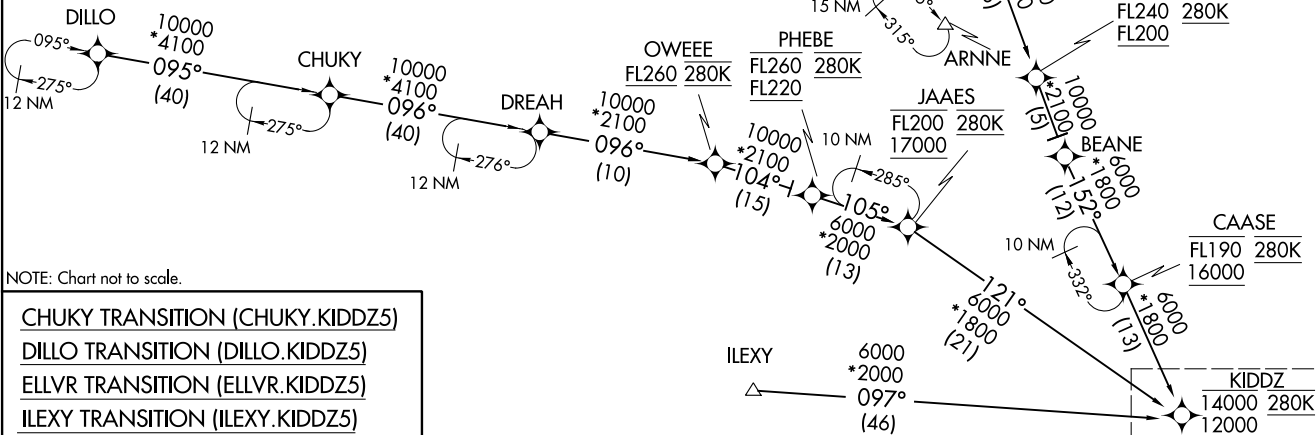 DILLO
10000
*4100
095°
(40)
095°
275°
12 NM
CHUKY
10000
*4100
096°
(40)
275°
12 NM
DREAH
10000
*2100
096°
(10)
276°
12 NM
OWEEE
FL260 280K
10000
*2100
104°
(15)
PHEBE
FL260 280K
FL220
10 NM
285°
105°
6000
*2000
(13)
JAAES
FL200 280K
17000
121°
6000
*1800
(21)
15 NM
315°
ARNNE
FL240 280K
FL200
10000
*2100
(5)
BEANE
6000
*1800
152°
(12)
10 NM
332°
CAASE
FL190 280K
16000
6000
*1800
(13)
ILEXY
6000
*2000
097°
(46)
KIDDZ
14000 280K
12000
NOTE: Chart not to scale.
CHUKY TRANSITION (CHUKY.KIDDZ5)
DILLO TRANSITION (DILLO.KIDDZ5)
ELLVR TRANSITION (ELLVR.KIDDZ5)
ILEXY TRANSITION (ILEXY.KIDDZ5)